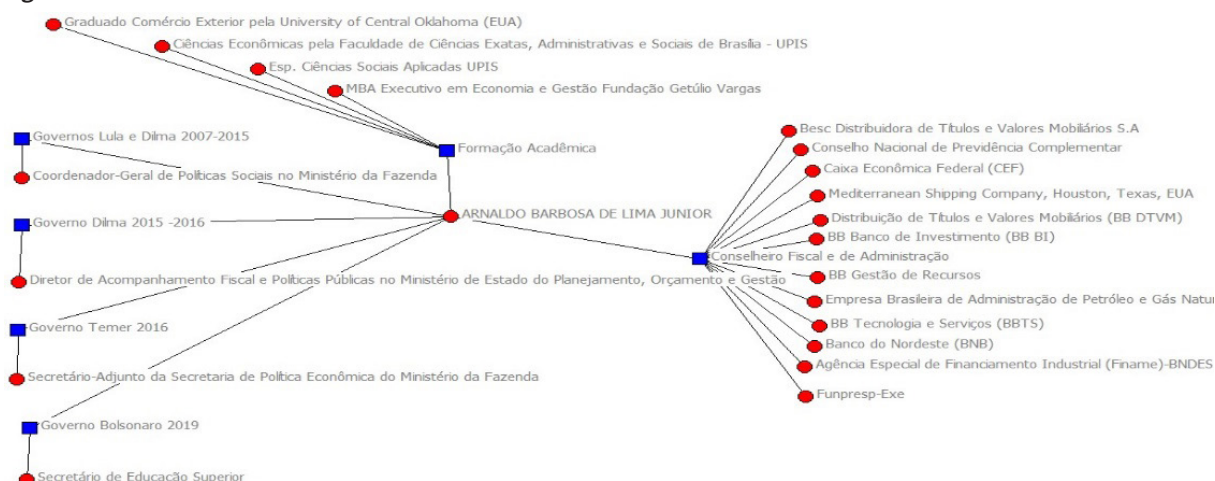 Graduado Comércio Exterior pela University of Central Oklahoma (EUA)
Ciências Econômicas pela Faculdade de Ciências Exatas, Administrativas e Sociais de Brasília - UPIS
Esp. Ciências Sociais Aplicadas UPIS
MBA Executivo em Economia e Gestão Fundação Getúlio Vargas
Formação Acadêmica
Governos Lula e Dilma 2007-2015
Coordenador-Geral de Políticas Sociais no Ministério da Fazenda
ARNALDO BARBOSA DE LIMA JUNIOR
Governo Dilma 2015 -2016
Diretor de Acompanhamento Fiscal e Políticas Públicas no Ministério de Estado do Planejamento, Orçamento e Gestão
Governo Temer 2016
Secretário-Adjunto da Secretaria de Política Econômica do Ministério da Fazenda
Governo Bolsonaro 2019
Secretário de Educação Superior
Besc Distribuidora de Títulos e Valores Mobiliários S.A
Conselho Nacional de Previdência Complementar
Caixa Econômica Federal (CEF)
Mediterranean Shipping Company, Houston, Texas, EUA
Distribuição de Títulos e Valores Mobiliários (BB DTVM)
BB Banco de Investimento (BB BI)
Conselheiro Fiscal e de Administração
BB Gestão de Recursos
Empresa Brasileira de Administração de Petróleo e Gás Natur
BB Tecnologia e Serviços (BBTS)
Banco do Nordeste (BNB)
Agência Especial de Financiamento Industrial (Finame)-BNDES
Funpresp-Exe